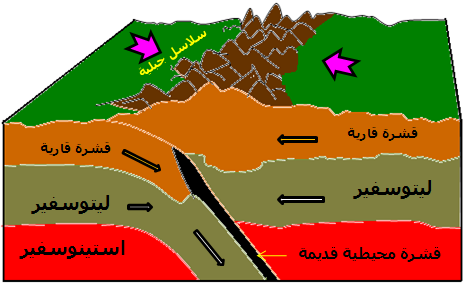 سلاسل جبلية
قشرة قارية
قشرة قارية
ليتوسفير
ليتوسفير
استينوسفير
قشرة محيطية قديمة